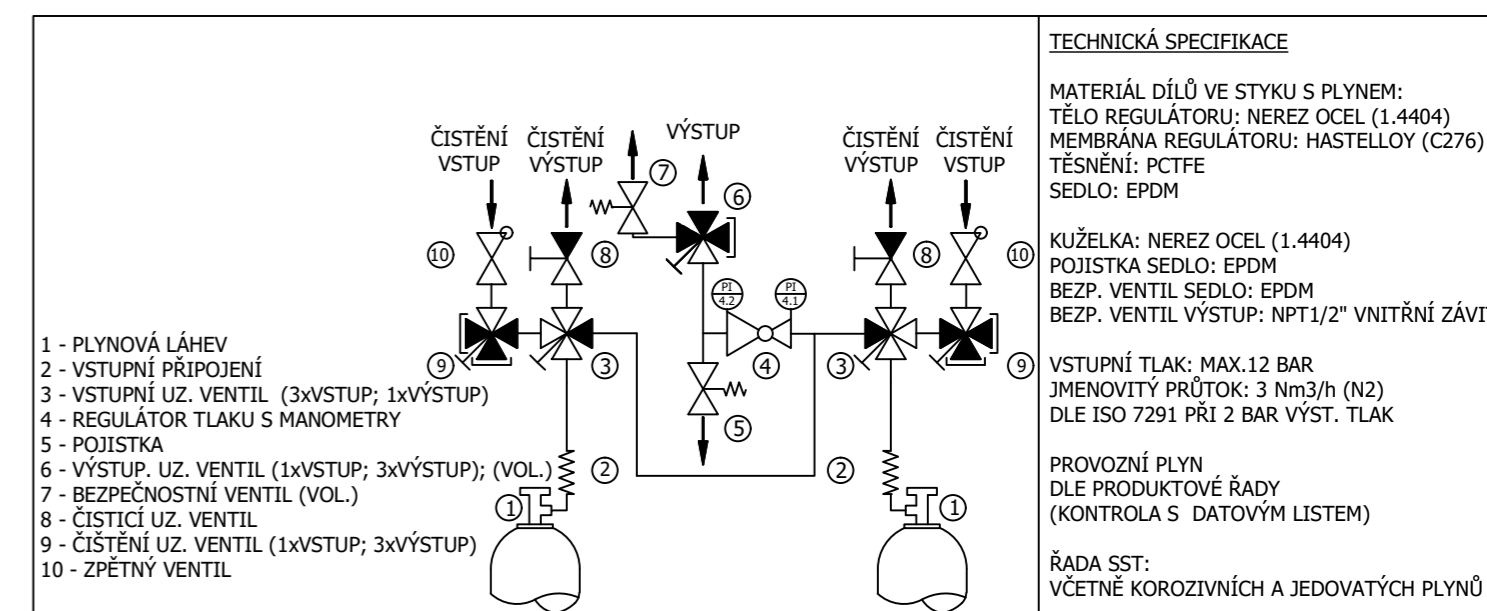 ČISTĚNÍ
VSTUP
ČISTĚNÍ
VÝSTUP
VÝSTUP
ČISTĚNÍ
VÝSTUP
ČISTĚNÍ
VSTUP
7
6
10
8
8
10
PI
4.2
PI
4.1
9
3
4
3
9
5
2
2
1
1
1 - PLYNOVÁ LÁHEV
2 - VSTUPNÍ PŘIPOJENÍ
3 - VSTUPNÍ UZ. VENTIL (3xVSTUP; 1xVÝSTUP)
4 - REGULÁTOR TLAKU S MANOMETRY
5 - POJISTKA
6 - VÝSTUP. UZ. VENTIL (1xVSTUP; 3xVÝSTUP); (VOL.)
7 - BEZPEČNOSTNÍ VENTIL (VOL.)
8 - ČISTICÍ UZ. VENTIL
9 - ČIŠTĚNÍ UZ. VENTIL (1xVSTUP; 3xVÝSTUP)
10 - ZPĚTNÝ VENTIL
TECHNICKÁ SPECIFIKACE
MATERIÁL DÍLŮ VE STYKU S PLYNEM:
TĚLO REGULÁTORU: NEREZ OCEL (1.4404)
MEMBRÁNA REGULÁTORU: HASTELLOY (C276)
TĚSNĚNÍ: PCTFE
SEDLO: EPDM
KUŽELKA: NEREZ OCEL (1.4404)
POJISTKA SEDLO: EPDM
BEZP. VENTIL SEDLO: EPDM
BEZP. VENTIL VÝSTUP: NPT1/2" VNITŘNÍ ZÁVIT
VSTUPNÍ TLAK: MAX.12 BAR
JMENOVITÝ PRŮTOK: 3 Nm3/h (N2)
DLE ISO 7291 PŘI 2 BAR VÝST. TLAK
PROVOZNÍ PLYN
DLE PRODUKTOVÉ ŘADY
(KONTROLA S DATOVÝM LISTEM)
ŘADA SST:
VČETNĚ KOROZIVNÍCH A JEDOVATÝCH PLYNŮ